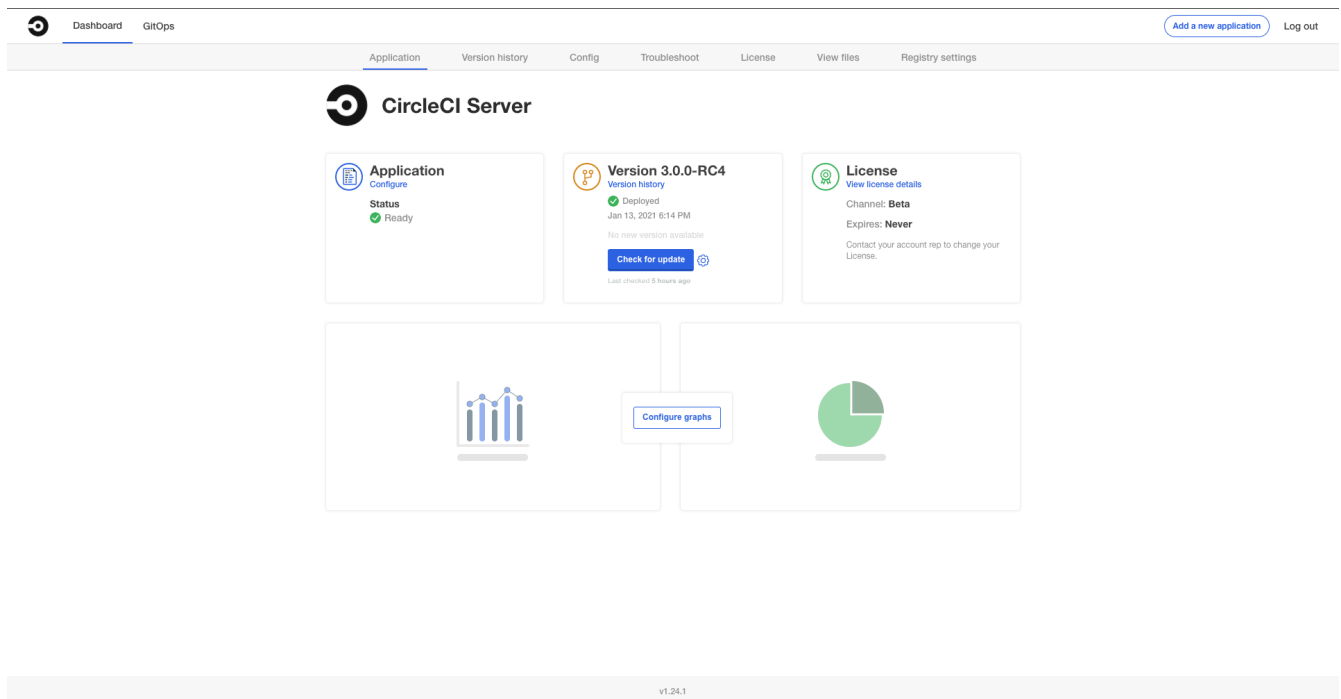 Dashboard GitOps Add a new application Log out
Application Version history Config Troubleshoot License View files Registry settings
CircleCI Server
Application
Configure
Status
Ready
Version 3.0.0-RC4
Version history
Deployed
Jan 13, 2021 6:14 PM
No new version available
Check for update
Last checked 5 hours ago
License
View license details
Channel: Beta
Expires: Never
Contact your account rep to change your
License.
Configure graphs
v1.24.1